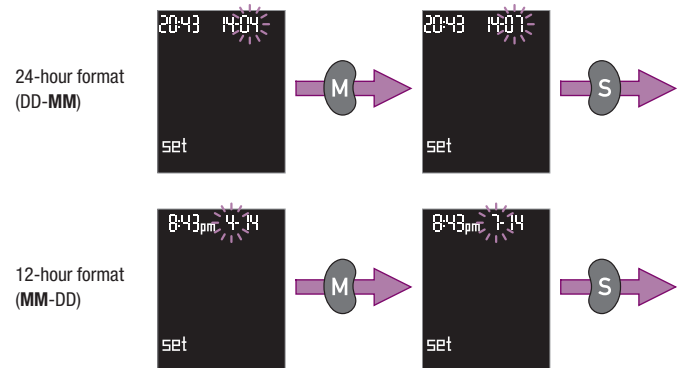 20:43 14:04
24-hour format
(DD-MM)
M
S
set
20:43 14:07
set
8:43pm 4-14
12-hour format
(MM-DD)
M
S
set
8:43pm 7-14
set